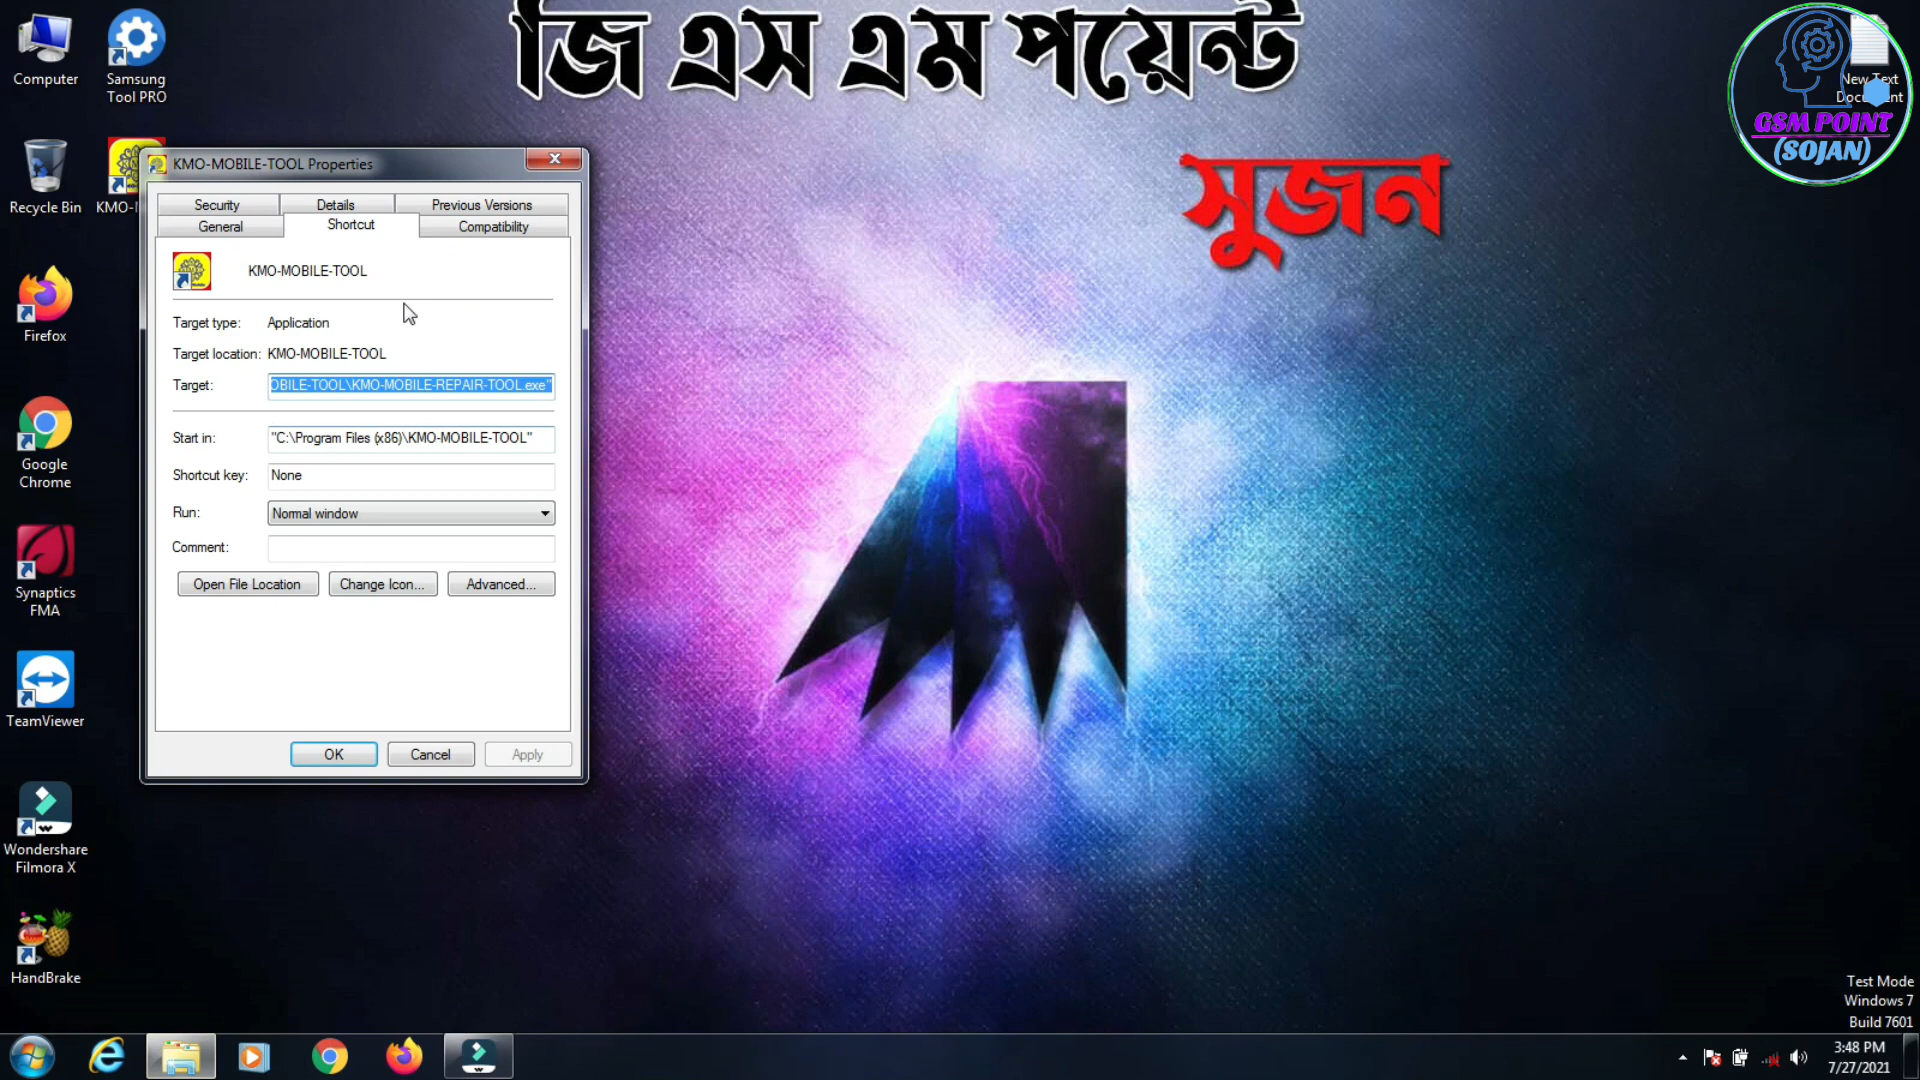 জি এস এম পয়েন্ট
সুজন
GSM POINT
(SOJAN)
Computer
Samsung
Tool PRO
New Text
Recycle Bin
Firefox
Google
Chrome
Synaptics
FMA
TeamViewer
Wondershare
Filmora X
HandBrake
KMO-MOBILE-TOOL Properties
Security
Details
Previous Versions
General
Shortcut
Compatibility
KMO-MOBILE-TOOL
Target type: Application
Target location: KMO-MOBILE-TOOL
Target: OBILE-TOOL\KMO-MOBILE-REPAIR-TOOL.exe"
Start in: "C:\Program Files (x86)\KMO-MOBILE-TOOL"
Shortcut key: None
Run: Normal window
Comment:
Open File Location
Change Icon...
Advanced...
OK
Cancel
Apply
Test Mode
Windows 7
Build 7601
3:48 PM
7/27/2021